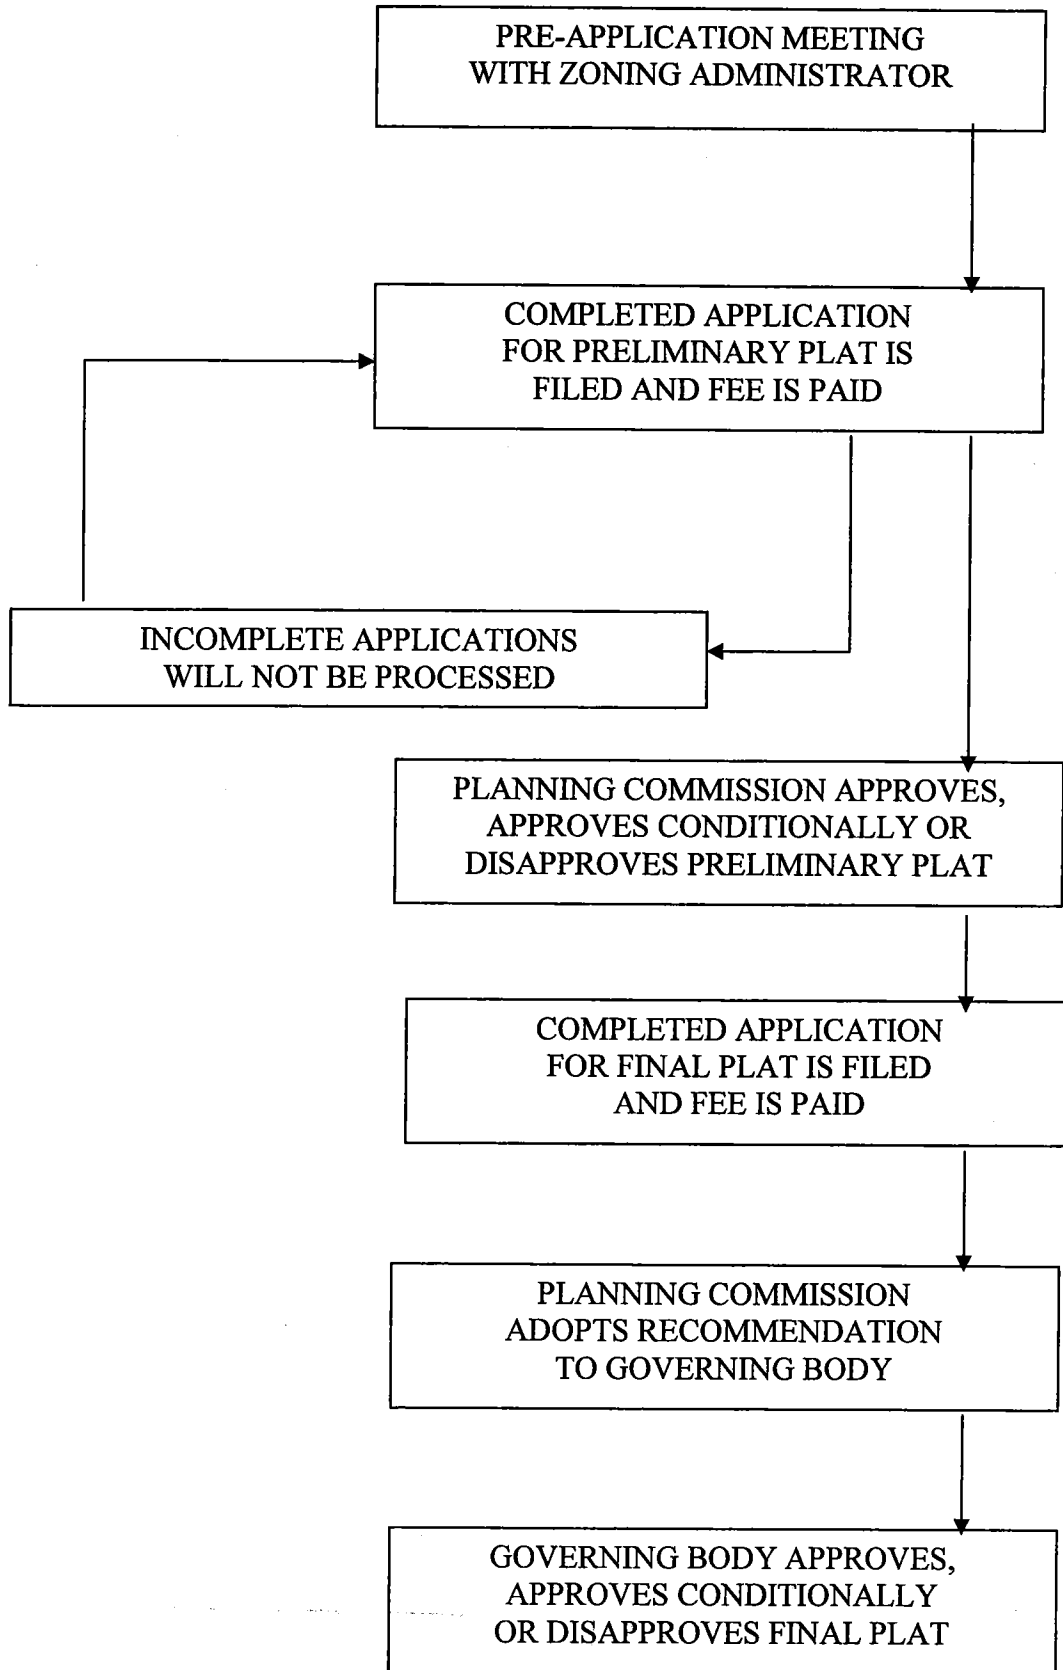 PRE-APPLICATION MEETING
WITH ZONING ADMINISTRATOR
COMPLETED APPLICATION
FOR PRELIMINARY PLAT IS
FILED AND FEE IS PAID
INCOMPLETE APPLICATIONS
WILL NOT BE PROCESSED
PLANNING COMMISSION APPROVES,
APPROVES CONDITIONALLY OR
DISAPPROVES PRELIMINARY PLAT
COMPLETED APPLICATION
FOR FINAL PLAT IS FILED
AND FEE IS PAID
PLANNING COMMISSION
ADOPTS RECOMMENDATION
TO GOVERNING BODY
GOVERNING BODY APPROVES,
APPROVES CONDITIONALLY
OR DISAPPROVES FINAL PLAT